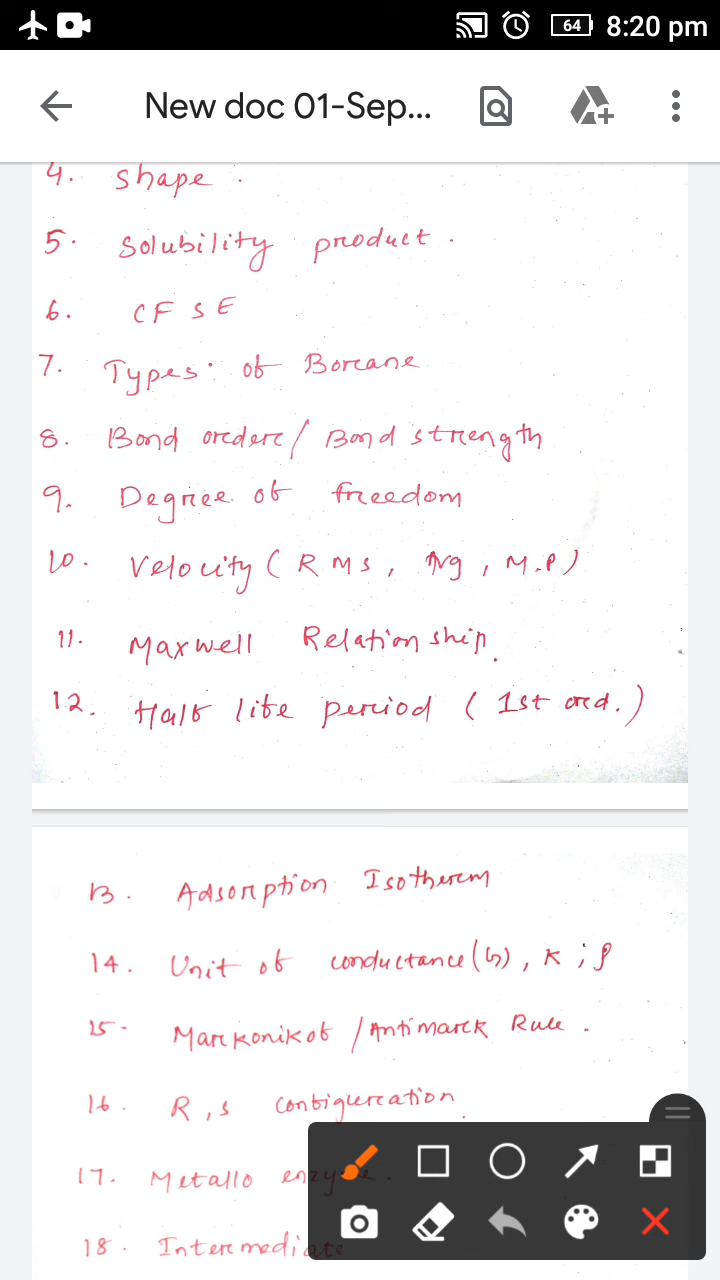 64 8:20 pm
New doc 01-Sep...
4. Shape.
5. Solubility product.
6. CFSE
7. Types of Borane
8. Bond order/ Bond strength
9. Degree of freedom
10. Velocity (RMS, Avg, M.P)
11. Maxwell Relationship.
12. Half life period (1st ord.)
13. Adsorption Isotherm
14. Unit of conductance(G), K ; ρ
15. Markonikof /Antimark Rule.
16. R,S configuration.
17. Metallo enzyme.
18. Intermediate